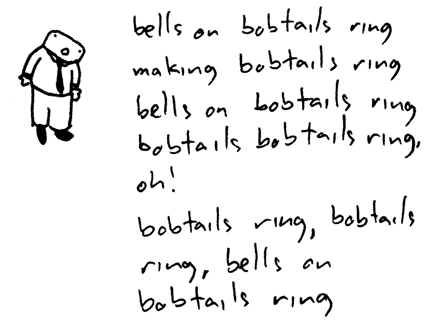 bells on bobtails ring
making bobtails ring
bells on bobtails ring
bobtails bobtails ring,
oh!
bobtails ring, bobtails
ring, bells on
bobtails ring